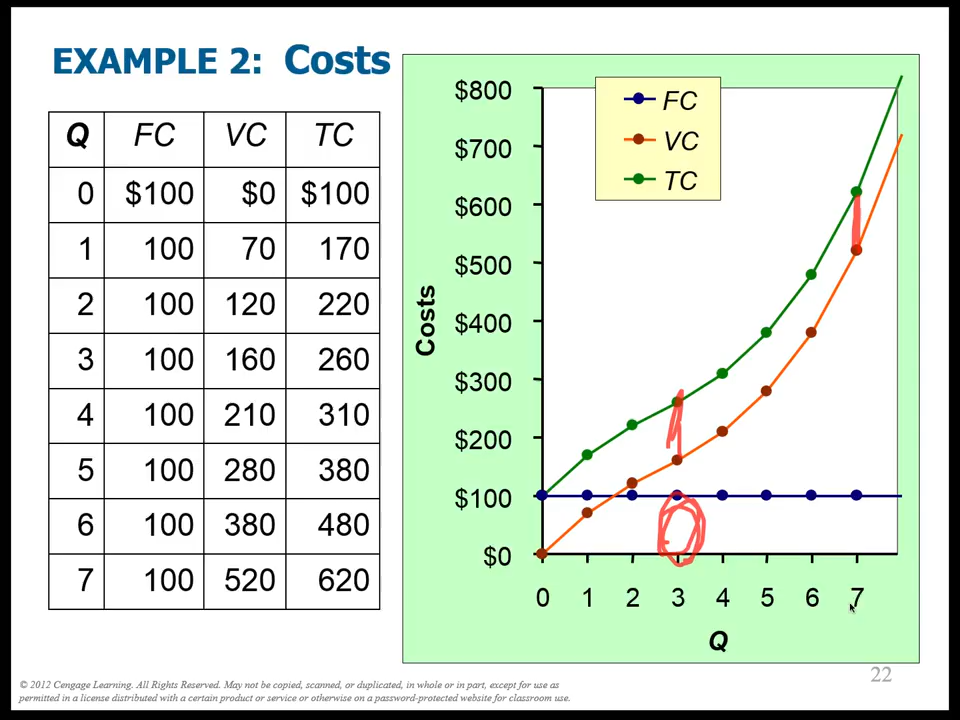 EXAMPLE 2: Costs
Q FC VC TC
0 $100 $0 $100
1 100 70 170
2 100 120 220
3 100 160 260
4 100 210 310
5 100 280 380
6 100 380 480
7 100 520 620
$800
$700
$600
$500
$400
$300
$200
$100
$0
Costs
FC
VC
TC
0 1 2 3 4 5 6 7
Q
22
© 2012 Cengage Learning. All Rights Reserved. May not be copied, scanned, or duplicated, in whole or in part, except for use as
permitted in a license distributed with a certain product or service or otherwise on a password-protected website for classroom use.